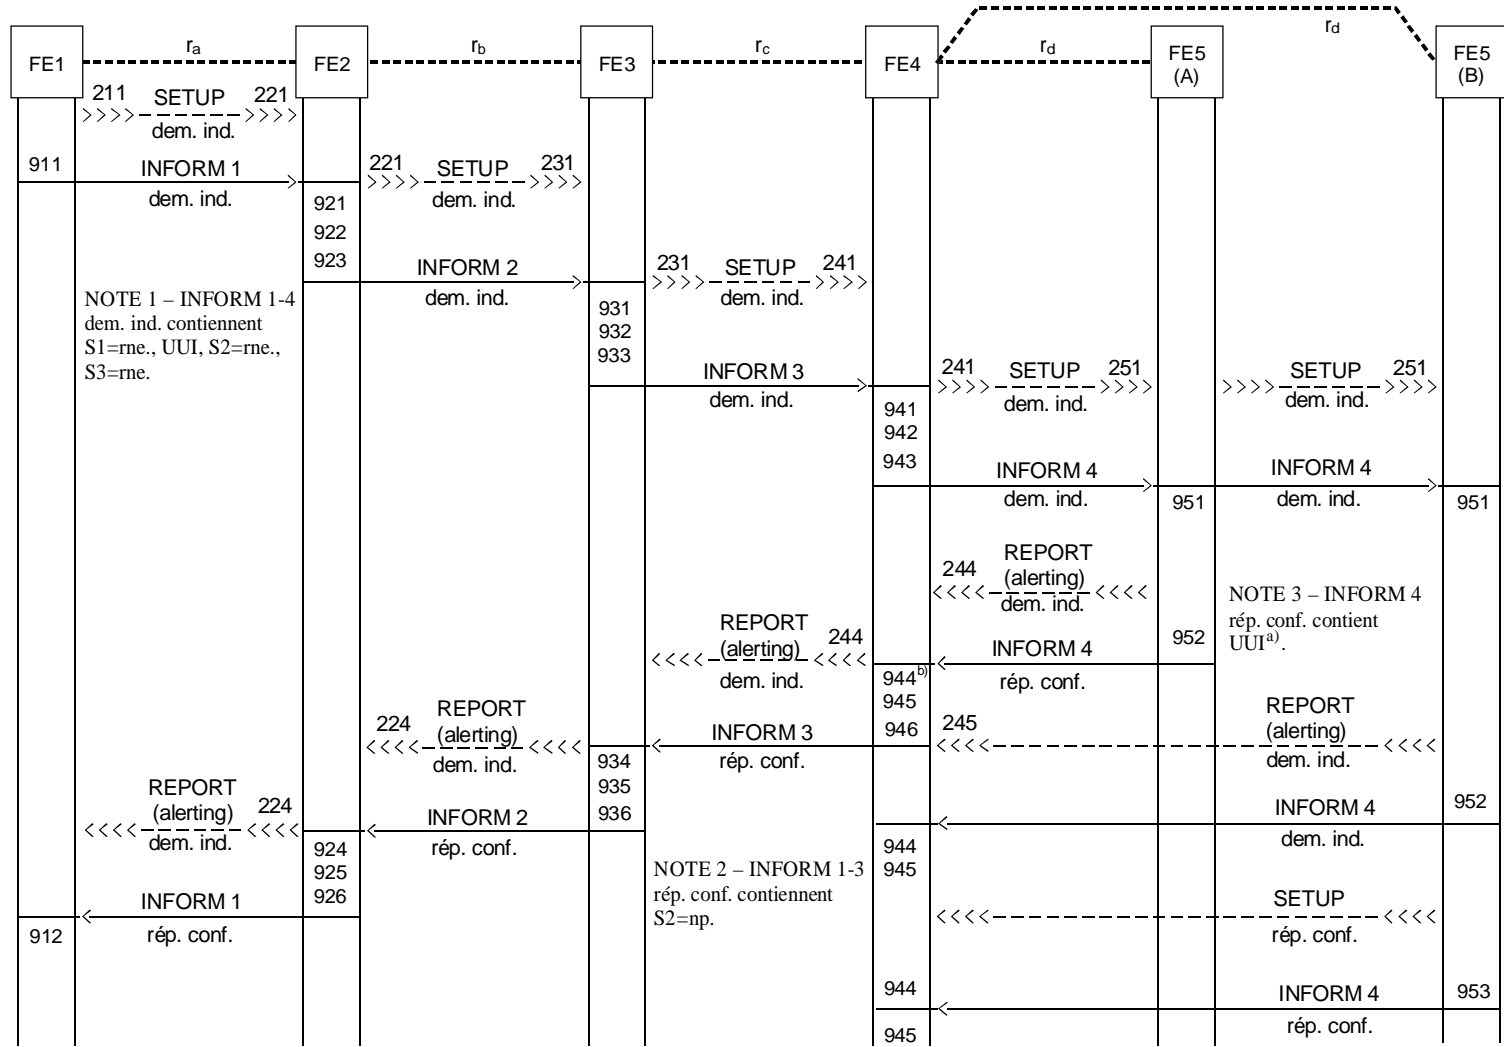 FE1
ra
FE2
rb
FE3
rc
FE4
rd
FE5
(A)
rd
FE5
(B)
211 SETUP 221
dem. ind.
911 INFORM 1
dem. ind.
221 SETUP 231
dem. ind.
921
922
923
INFORM 2
dem. ind.
231 SETUP 241
dem. ind.
NOTE 1 – INFORM 1-4
dem. ind. contiennent
S1=rne., UUI, S2=rne.,
S3=rne.
931
932
933
INFORM 3
dem. ind.
241 SETUP 251
dem. ind.
SETUP 251
dem. ind.
941
942
943
INFORM 4
dem. ind.
INFORM 4
dem. ind.
951
951
REPORT
244 (alerting)
dem. ind.
NOTE 3 – INFORM 4
rép. conf. contient
UUIa).
REPORT
(alerting) 244
dem. ind.
INFORM 4 952
rép. conf.
944b)
945
946
REPORT
224 (alerting)
dem. ind.
INFORM 3
rép. conf.
REPORT
245 (alerting)
dem. ind.
934
935
936
REPORT
(alerting) 224
dem. ind.
INFORM 2
rép. conf.
INFORM 4 952
dem. ind.
924
925
926
NOTE 2 – INFORM 1-3
rép. conf. contiennent
S2=np.
944
945
INFORM 1
rép. conf.
912
SETUP
rép. conf.
944 INFORM 4 953
rép. conf.
945